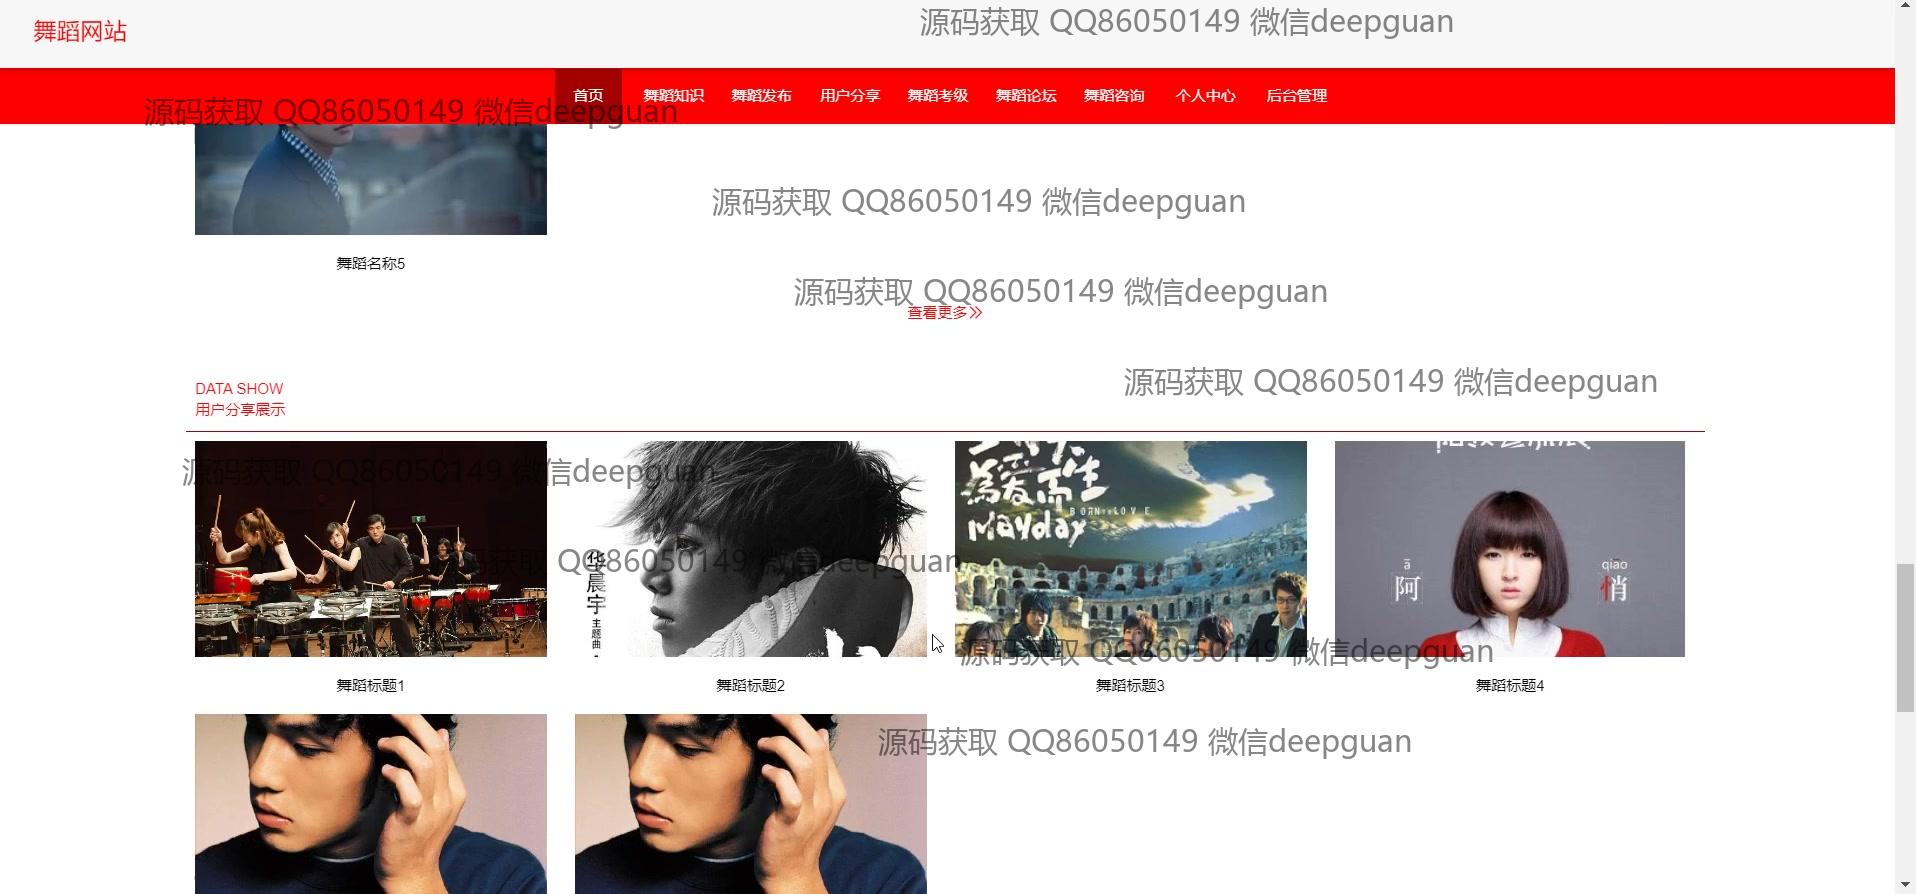 舞蹈网站
源码获取 QQ86050149 微信deepguan
首页 舞蹈知识 舞蹈发布 用户分享 舞蹈考级 舞蹈论坛 舞蹈咨询 个人中心 后台管理
源码获取 QQ86050149 微信deepguan
源码获取 QQ86050149 微信deepguan
舞蹈名称5
源码获取 QQ86050149 微信deepguan
查看更多
源码获取 QQ86050149 微信deepguan
DATA SHOW
用户分享展示
源码获取 QQ86050149 微信deepguan
華晨宇
主题曲
為爱而生
BORN TO LOVE
Mayday
ā
阿
qiao
悄
源码获取 QQ86050149 微信deepguan
源码获取 QQ86050149 微信deepguan
舞蹈标题1
舞蹈标题2
舞蹈标题3
舞蹈标题4
源码获取 QQ86050149 微信deepguan